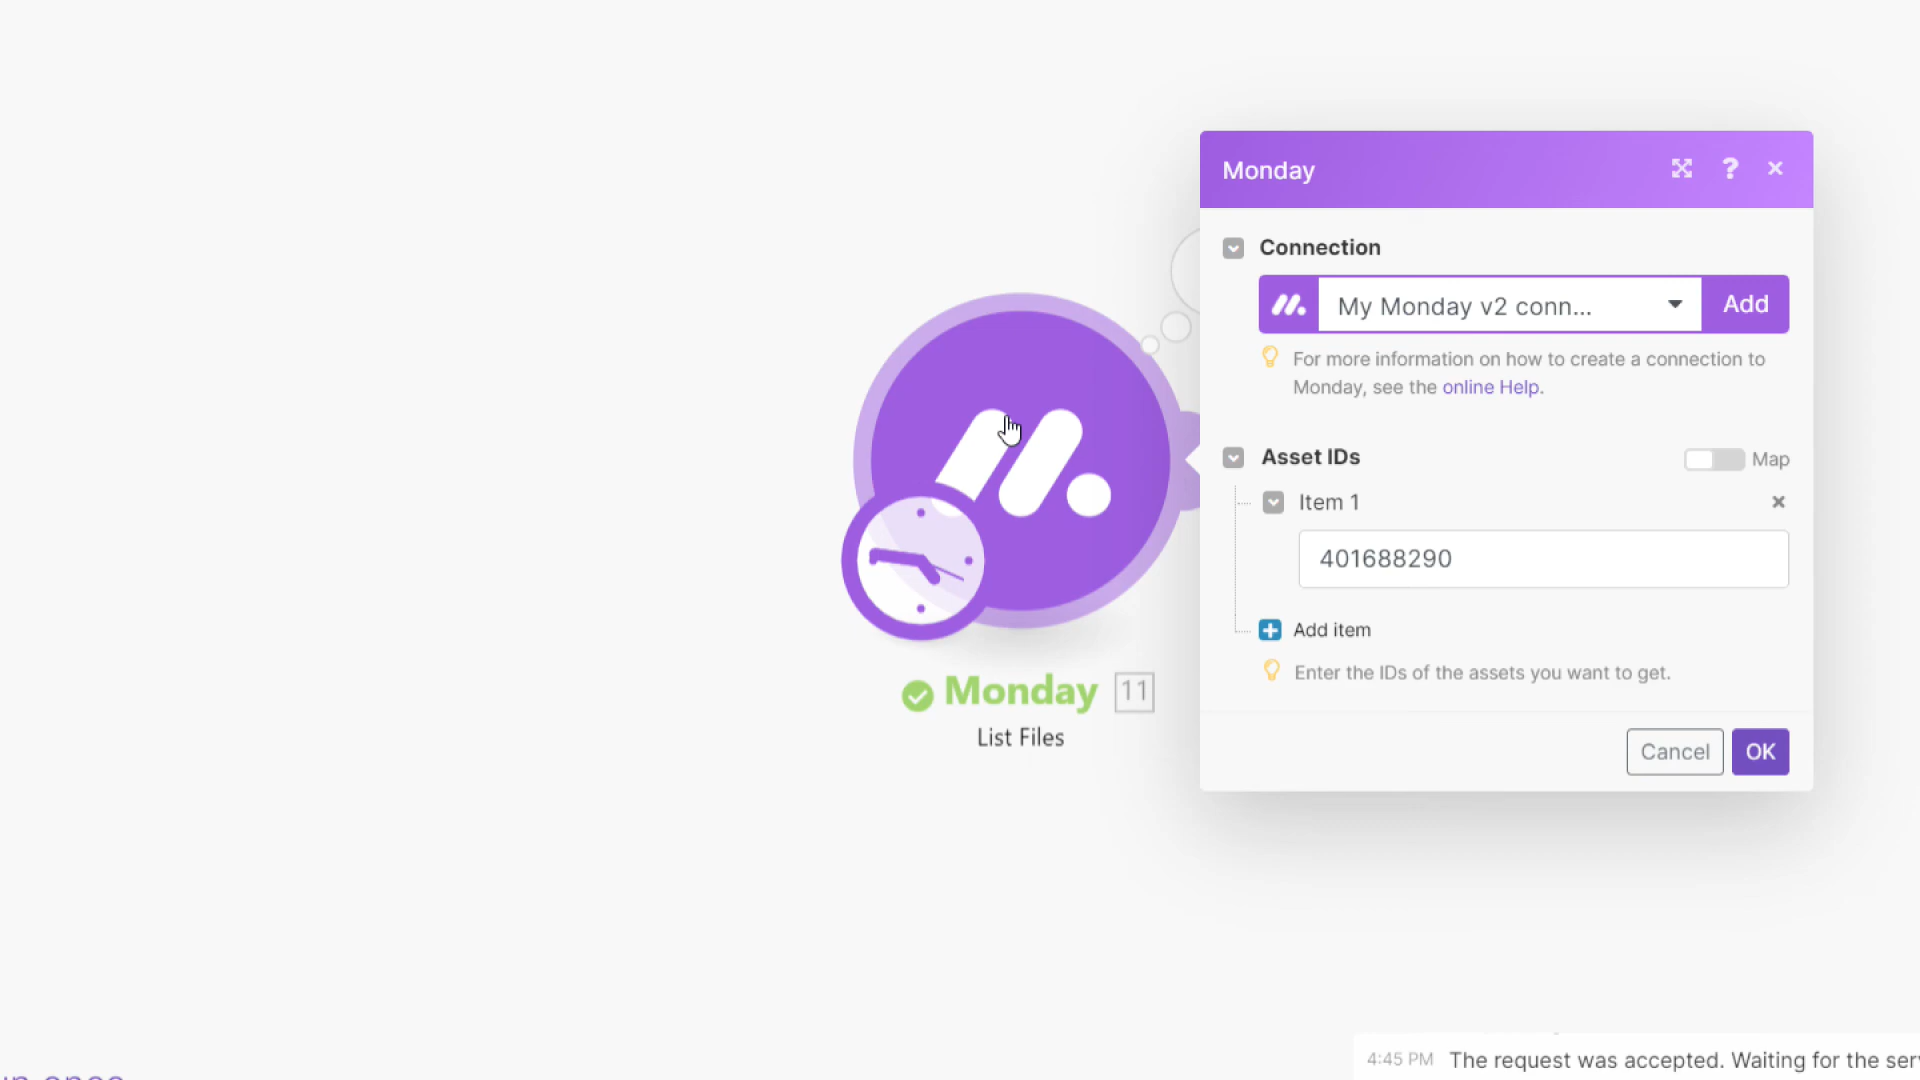 Monday
?
Connection
My Monday v2 conn...
Add
For more information on how to create a connection to
Monday, see the online Help.
Asset IDs
Map
Item 1
401688290
Add item
Enter the IDs of the assets you want to get.
Cancel
OK
Monday 11
List Files
4:45 PM The request was accepted. Waiting for the
once